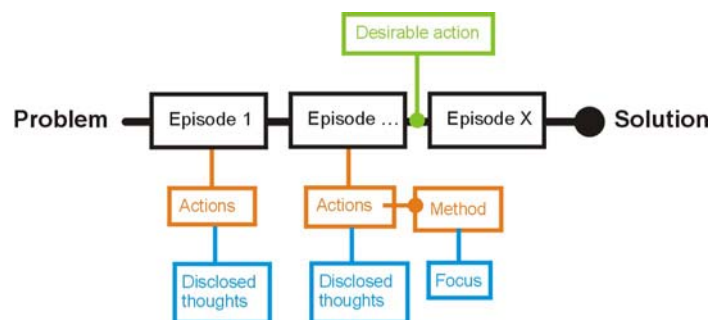 Desirable action
Problem
Episode 1
Episode ...
Episode X
Solution
Actions
Actions
Method
Disclosed
thoughts
Disclosed
thoughts
Focus